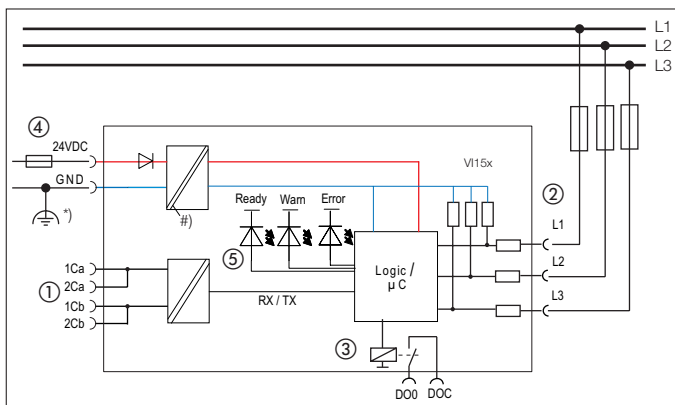 L1
L2
L3
④
24VDC
GND
*)
#)
VI15x
②
Ready Warn Error
L1
⑤
Logic /
µC
L2
1Ca
2Ca
①
1Cb
2Cb
RX / TX
L3
③
DO0 DOC